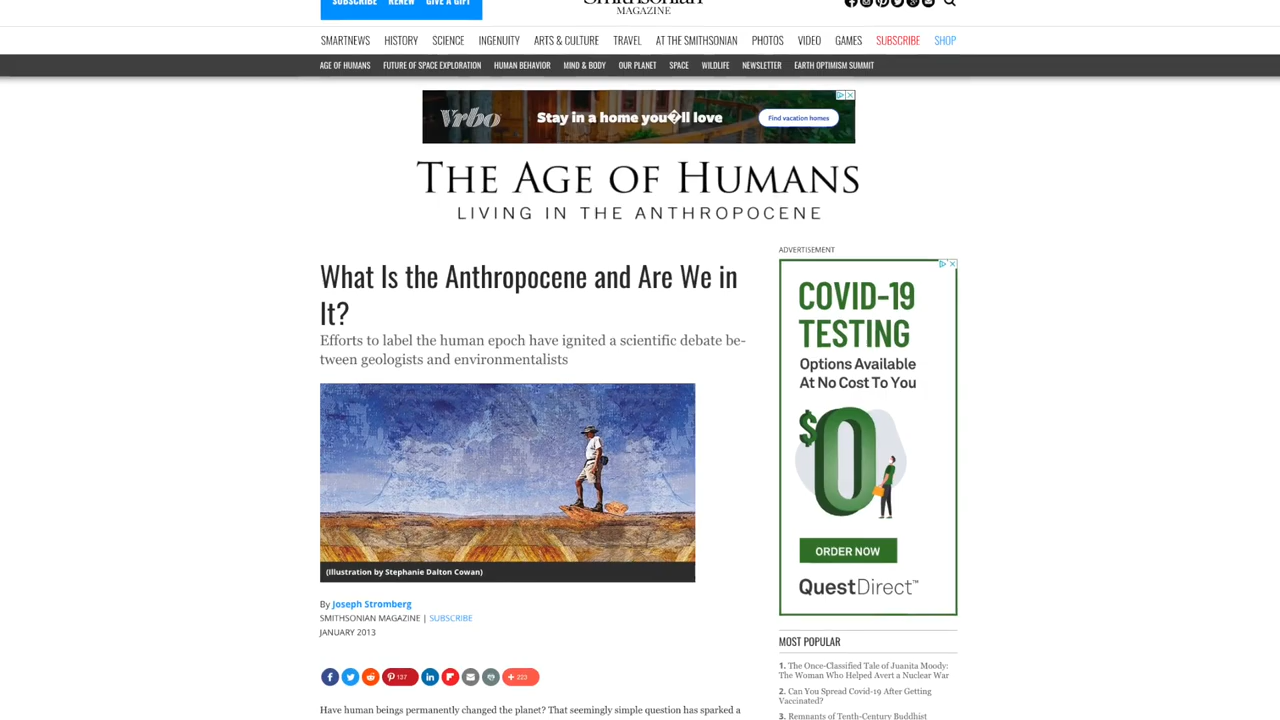 SUBSCRIBE RENEW GIVE A GIFT
Smithsonian
MAGAZINE
SMARTNEWS HISTORY SCIENCE INGENUITY ARTS & CULTURE TRAVEL AT THE SMITHSONIAN PHOTOS VIDEO GAMES SUBSCRIBE SHOP
AGE OF HUMANS FUTURE OF SPACE EXPLORATION HUMAN BEHAVIOR MIND & BODY OUR PLANET SPACE WILDLIFE NEWSLETTER EARTH OPTIMISM SUMMIT
Vrbo Stay in a home you�ll love Find vacation homes
THE AGE OF HUMANS
LIVING IN THE ANTHROPOCENE
What Is the Anthropocene and Are We in
It?
Efforts to label the human epoch have ignited a scientific debate be-
tween geologists and environmentalists
(Illustration by Stephanie Dalton Cowan)
By Joseph Stromberg
SMITHSONIAN MAGAZINE | SUBSCRIBE
JANUARY 2013
137 223
Have human beings permanently changed the planet? That seemingly simple question has sparked a
ADVERTISEMENT
COVID-19
TESTING
Options Available
At No Cost To You
$0
ORDER NOW
QuestDirect™
MOST POPULAR
1. The Once-Classified Tale of Juanita Moody:
The Woman Who Helped Avert a Nuclear War
2. Can You Spread Covid-19 After Getting
Vaccinated?
3. Remnants of Tenth-Century Buddhist